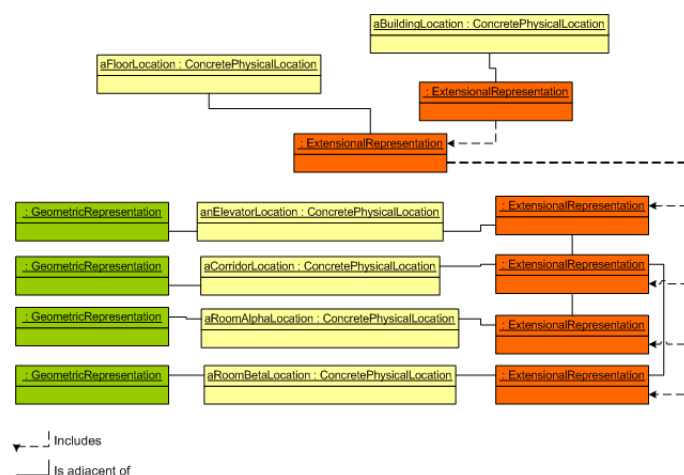 aBuildingLocation : ConcretePhysicalLocation
aFloorLocation : ConcretePhysicalLocation
: ExtensionalRepresentation
: ExtensionalRepresentation
: GeometricRepresentation
anElevatorLocation : ConcretePhysicalLocation
: ExtensionalRepresentation
: GeometricRepresentation
aCorridorLocation : ConcretePhysicalLocation
: ExtensionalRepresentation
: GeometricRepresentation
aRoomAlphaLocation : ConcretePhysicalLocation
: ExtensionalRepresentation
: GeometricRepresentation
aRoomBetaLocation : ConcretePhysicalLocation
: ExtensionalRepresentation
Includes
Is adjacent of